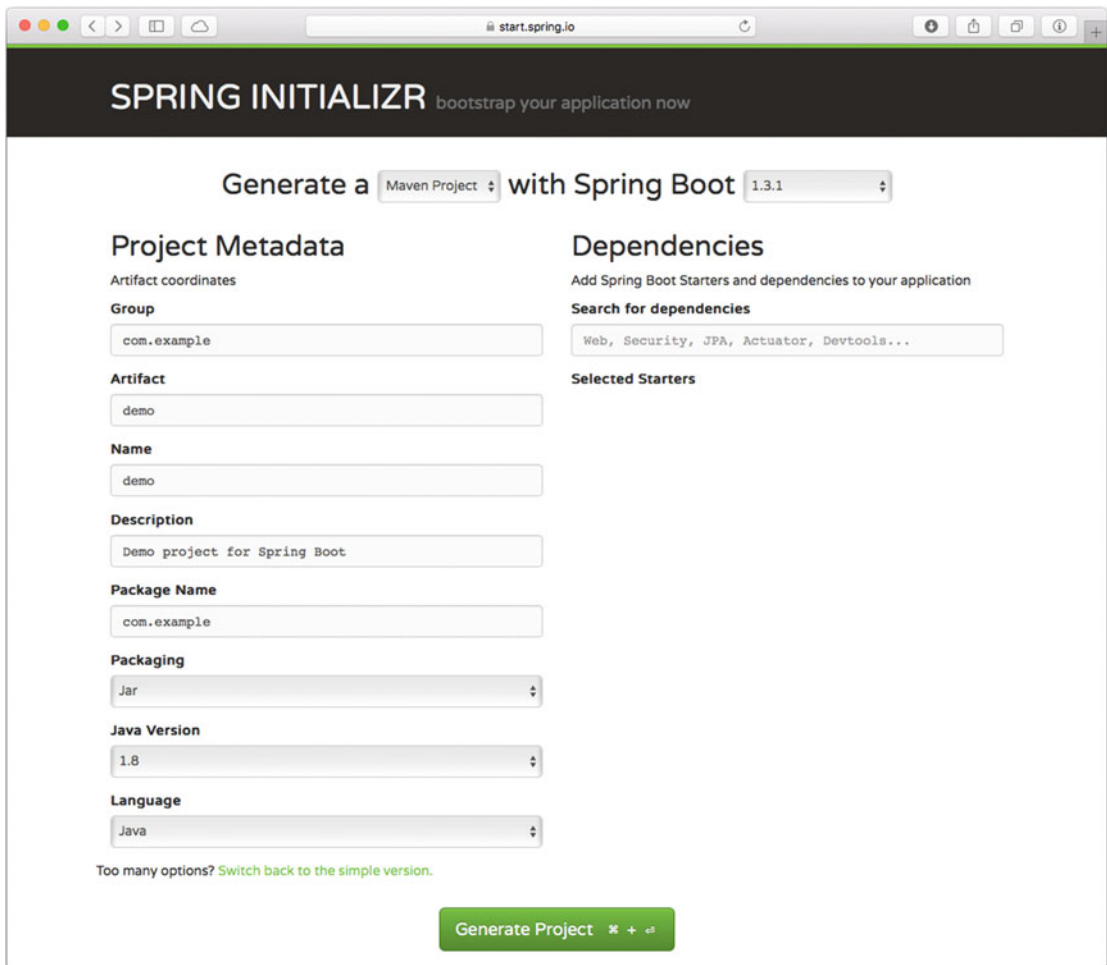 start.spring.io
SPRING INITIALIZR bootstrap your application now
Generate a Maven Project with Spring Boot 1.3.1
Project Metadata
Artifact coordinates
Group
com.example
Artifact
demo
Name
demo
Description
Demo project for Spring Boot
Package Name
com.example
Packaging
Jar
Java Version
1.8
Language
Java
Too many options? Switch back to the simple version.
Dependencies
Add Spring Boot Starters and dependencies to your application
Search for dependencies
Web, Security, JPA, Actuator, Devtools...
Selected Starters
Generate Project ⌘ + ⏎